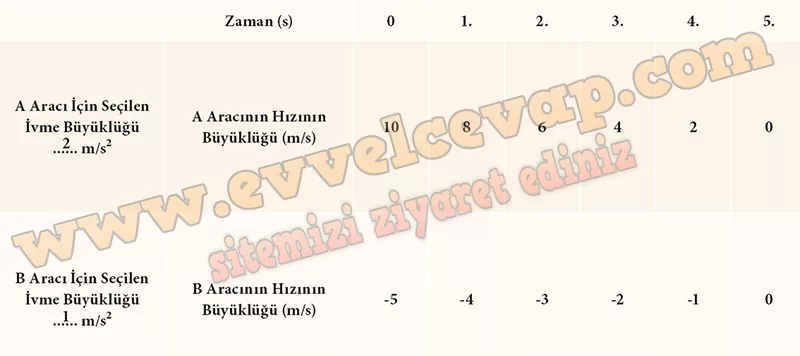 Zaman (s) 0 1. 2. 3. 4. 5.
A Aracı İçin Seçilen
İvme Büyüklüğü
...2... m/s²
A Aracının Hızının
Büyüklüğü (m/s)
10 8 6 4 2 0
www.evvelcevap.com
sitemizi ziyaret ediniz
B Aracı İçin Seçilen
İvme Büyüklüğü
...1... m/s²
B Aracının Hızının
Büyüklüğü (m/s)
-5 -4 -3 -2 -1 0